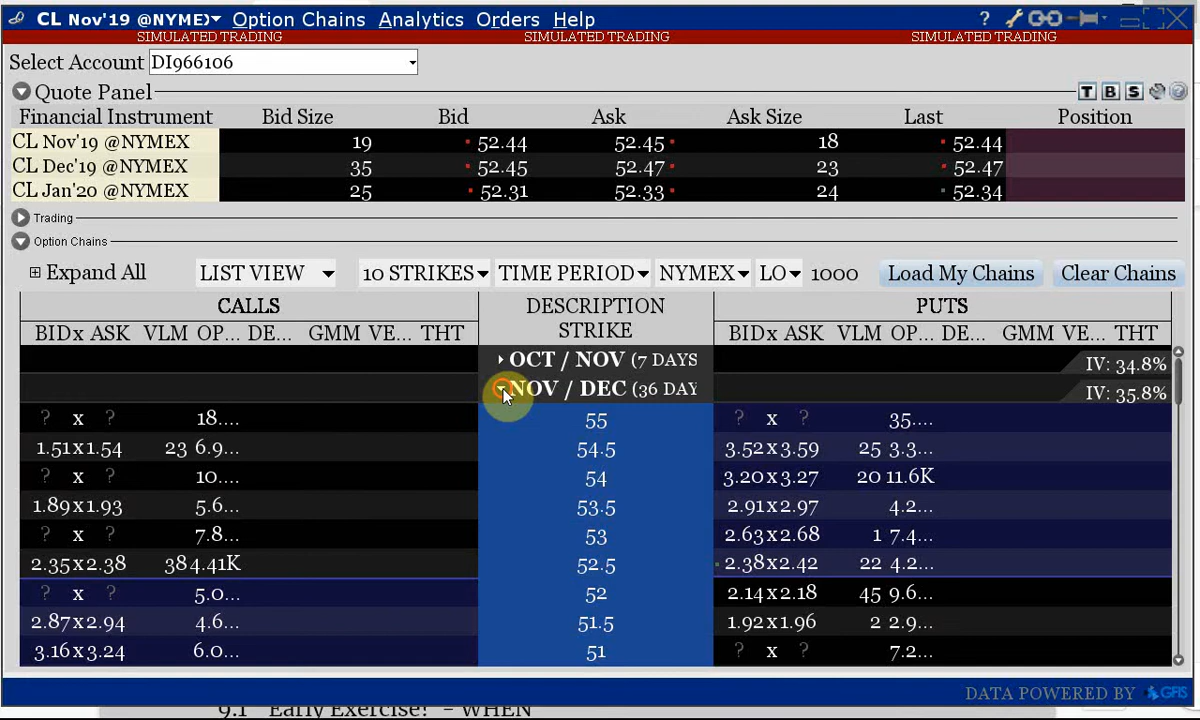 CL Nov'19 @NYMEX Option Chains Analytics Orders Help ?
SIMULATED TRADING SIMULATED TRADING SIMULATED TRADING
Select Account DI966106
Quote Panel T B S
Financial Instrument Bid Size Bid Ask Ask Size Last Position
CL Nov'19 @NYMEX 19 52.44 52.45 18 52.44
CL Dec'19 @NYMEX 35 52.45 52.47 23 52.47
CL Jan'20 @NYMEX 25 52.31 52.33 24 52.34
Trading
Option Chains
Expand All LIST VIEW 10 STRIKES TIME PERIOD NYMEX LO 1000 Load My Chains Clear Chains
CALLS DESCRIPTION PUTS
STRIKE
BIDx ASK VLM OP... DE... GMM VE... THT BIDx ASK VLM OP... DE... GMM VE... THT
OCT / NOV (7 DAYS IV: 34.8%
NOV / DEC (36 DAY IV: 35.8%
? x ? 18.... 55 ? x ? 35....
1.51x1.54 23 6.9... 54.5 3.52x3.59 25 3.3...
? x ? 10.... 54 3.20x3.27 20 11.6K
1.89x1.93 5.6... 53.5 2.91x2.97 4.2...
? x ? 7.8... 53 2.63x2.68 1 7.4...
2.35x2.38 38 4.41K 52.5 2.38x2.42 22 4.2...
? x ? 5.0... 52 2.14x2.18 45 9.6...
2.87x2.94 4.6... 51.5 1.92x1.96 2 2.9...
3.16x3.24 6.0... 51 ? x ? 7.2...
DATA POWERED BY GFIS
9.1 Early Exercise! - WHEN